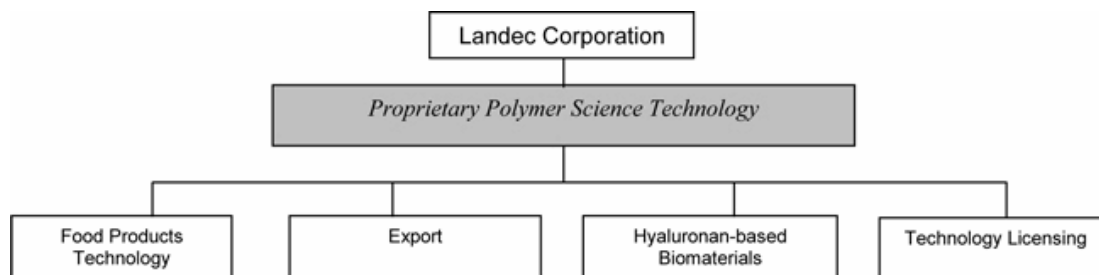 Landec Corporation
Proprietary Polymer Science Technology
Food Products
Technology
Export
Hyaluronan-based
Biomaterials
Technology Licensing